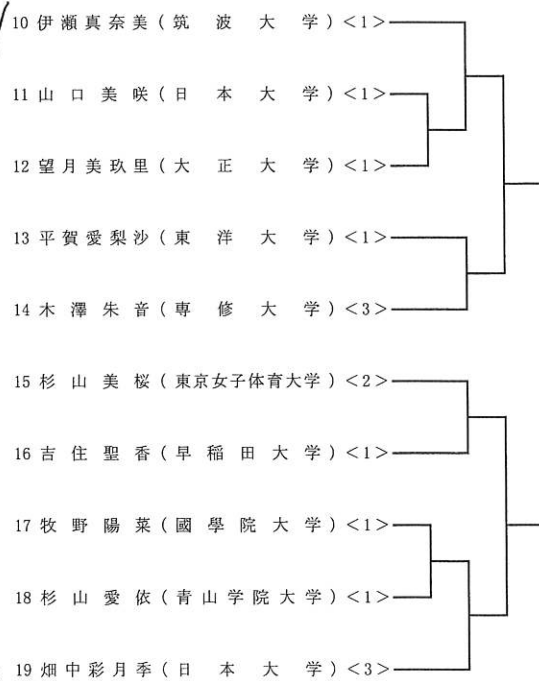 10 伊瀬真奈美 ( 筑波大学 ) <1>
11 山口美咲 ( 日本大学 ) <1>
12 望月美玖里 ( 大正大学 ) <1>
13 平賀愛梨沙 ( 東洋大学 ) <1>
14 木澤朱音 ( 専修大学 ) <3>
15 杉山美桜 ( 東京女子体育大学 ) <2>
16 吉住聖香 ( 早稲田大学 ) <1>
17 牧野陽菜 ( 國學院大学 ) <1>
18 杉山愛依 ( 青山学院大学 ) <1>
19 畑中彩月季 ( 日本大学 ) <3>